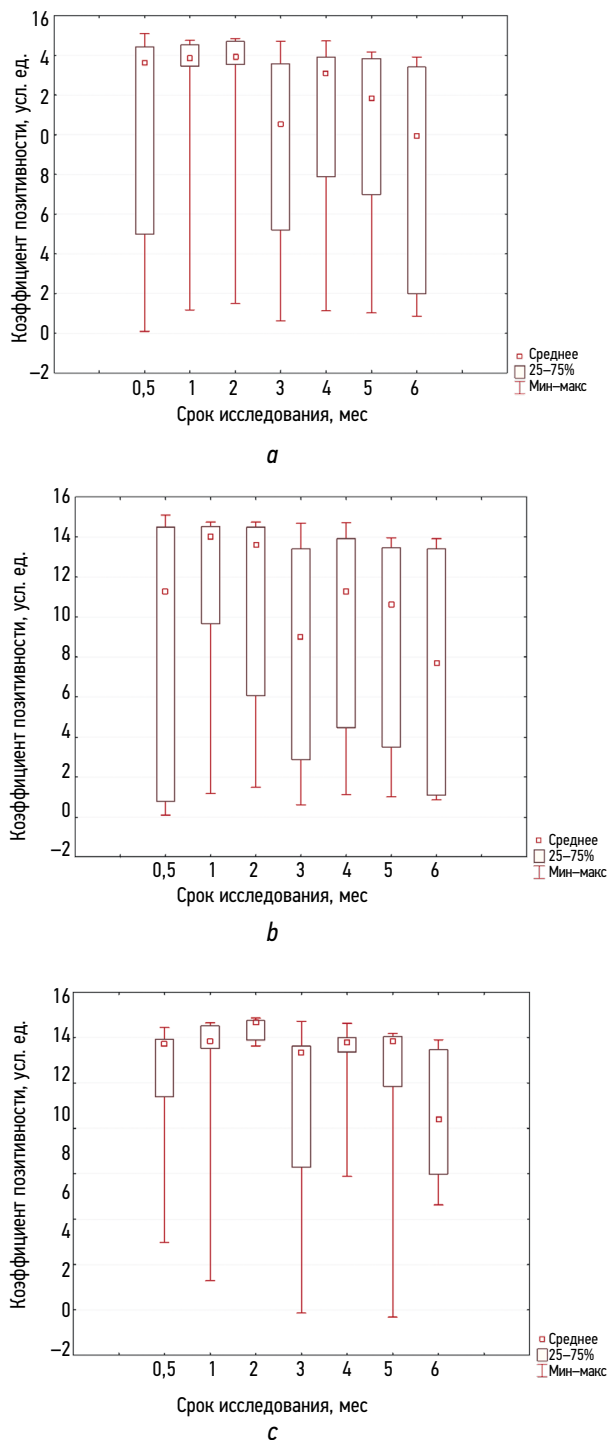 Коэффициент позитивности, усл. ед.
16
4
2
0
8
6
4
2
0
–2
0,5 1 2 3 4 5 6
Срок исследования, мес
Среднее
25–75%
Мин–макс
a
Коэффициент позитивности, усл. ед.
16
14
12
10
8
6
4
2
0
–2
0,5 1 2 3 4 5 6
Срок исследования, мес
Среднее
25–75%
Мин–макс
b
Коэффициент позитивности, усл. ед.
16
14
12
10
8
6
4
2
0
–2
0,5 1 2 3 4 5 6
Срок исследования, мес
Среднее
25–75%
Мин–макс
c